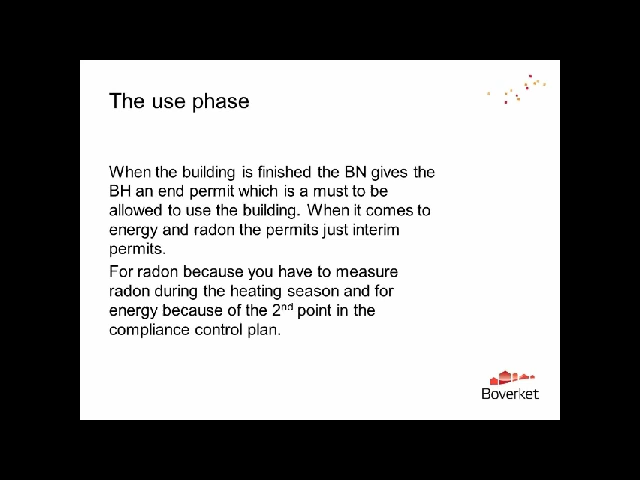 The use phase
When the building is finished the BN gives the
BH an end permit which is a must to be
allowed to use the building. When it comes to
energy and radon the permits just interim
permits.
For radon because you have to measure
radon during the heating season and for
energy because of the 2nd point in the
compliance control plan.
Boverket